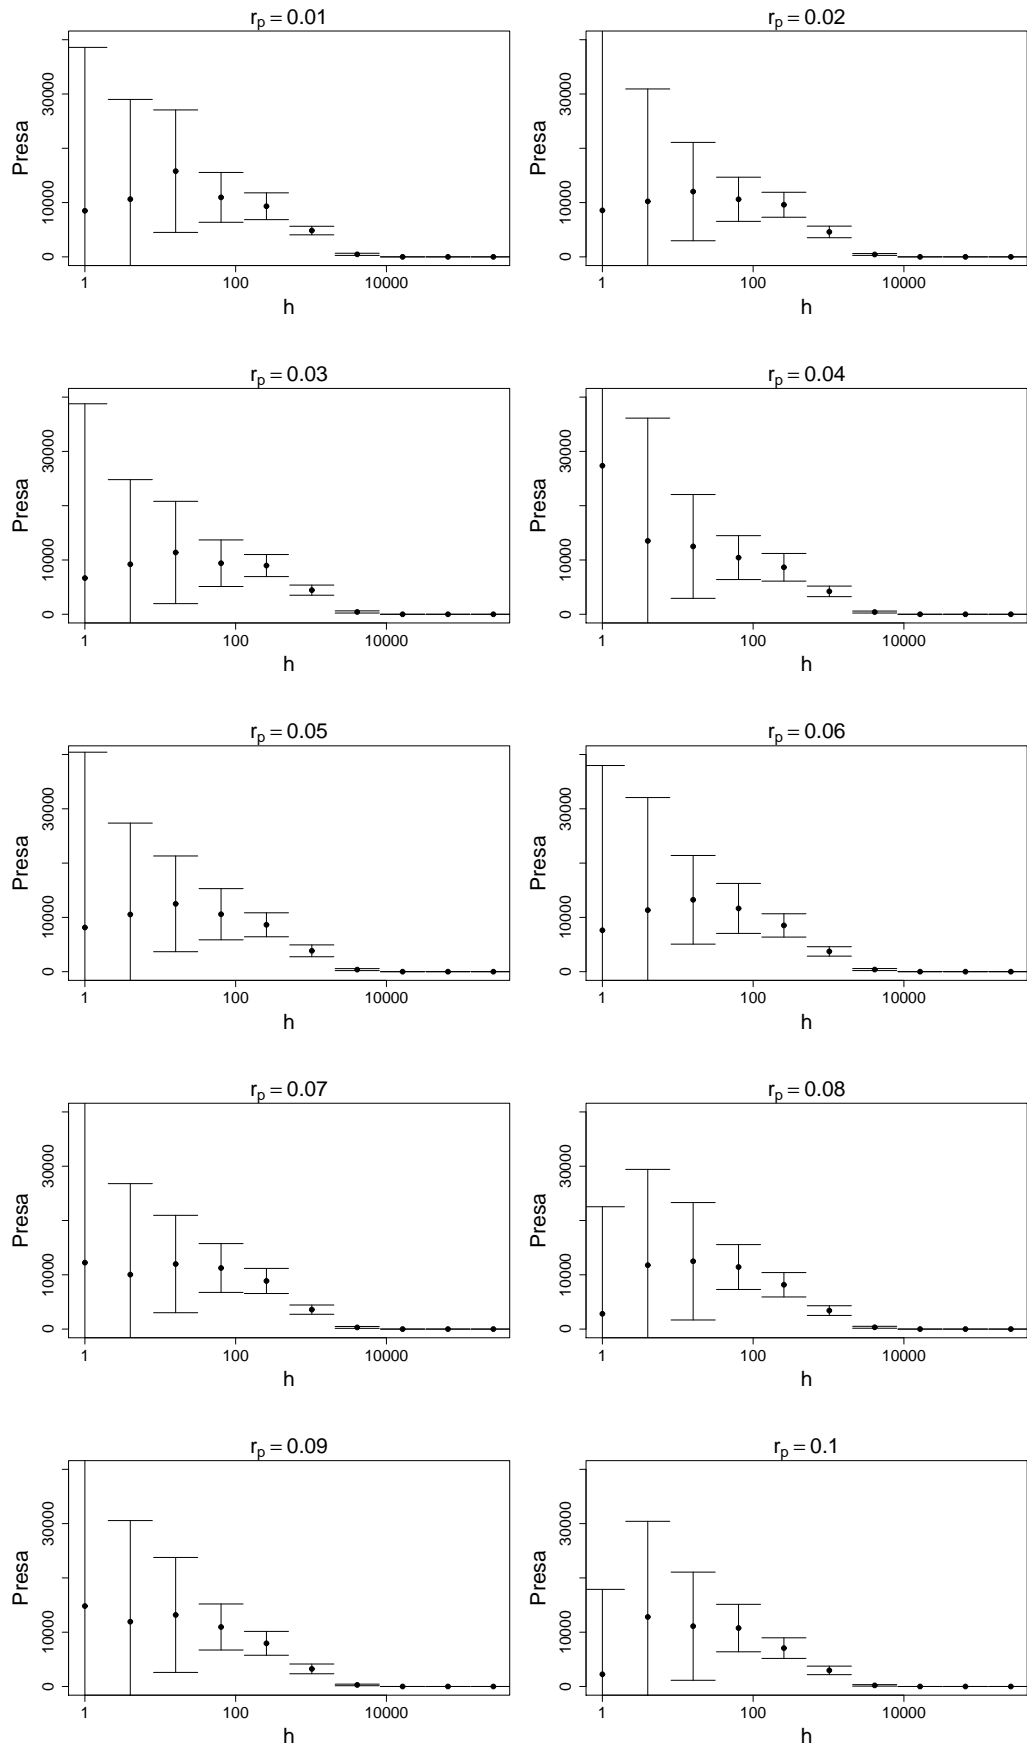 r_p = 0.01
r_p = 0.02
Presa
0 10000 30000
1 100 10000
h
Presa
0 10000 30000
1 100 10000
h
r_p = 0.03
r_p = 0.04
Presa
0 10000 30000
1 100 10000
h
Presa
0 10000 30000
1 100 10000
h
r_p = 0.05
r_p = 0.06
Presa
0 10000 30000
1 100 10000
h
Presa
0 10000 30000
1 100 10000
h
r_p = 0.07
r_p = 0.08
Presa
0 10000 30000
1 100 10000
h
Presa
0 10000 30000
1 100 10000
h
r_p = 0.09
r_p = 0.1
Presa
0 10000 30000
1 100 10000
h
Presa
0 10000 30000
1 100 10000
h